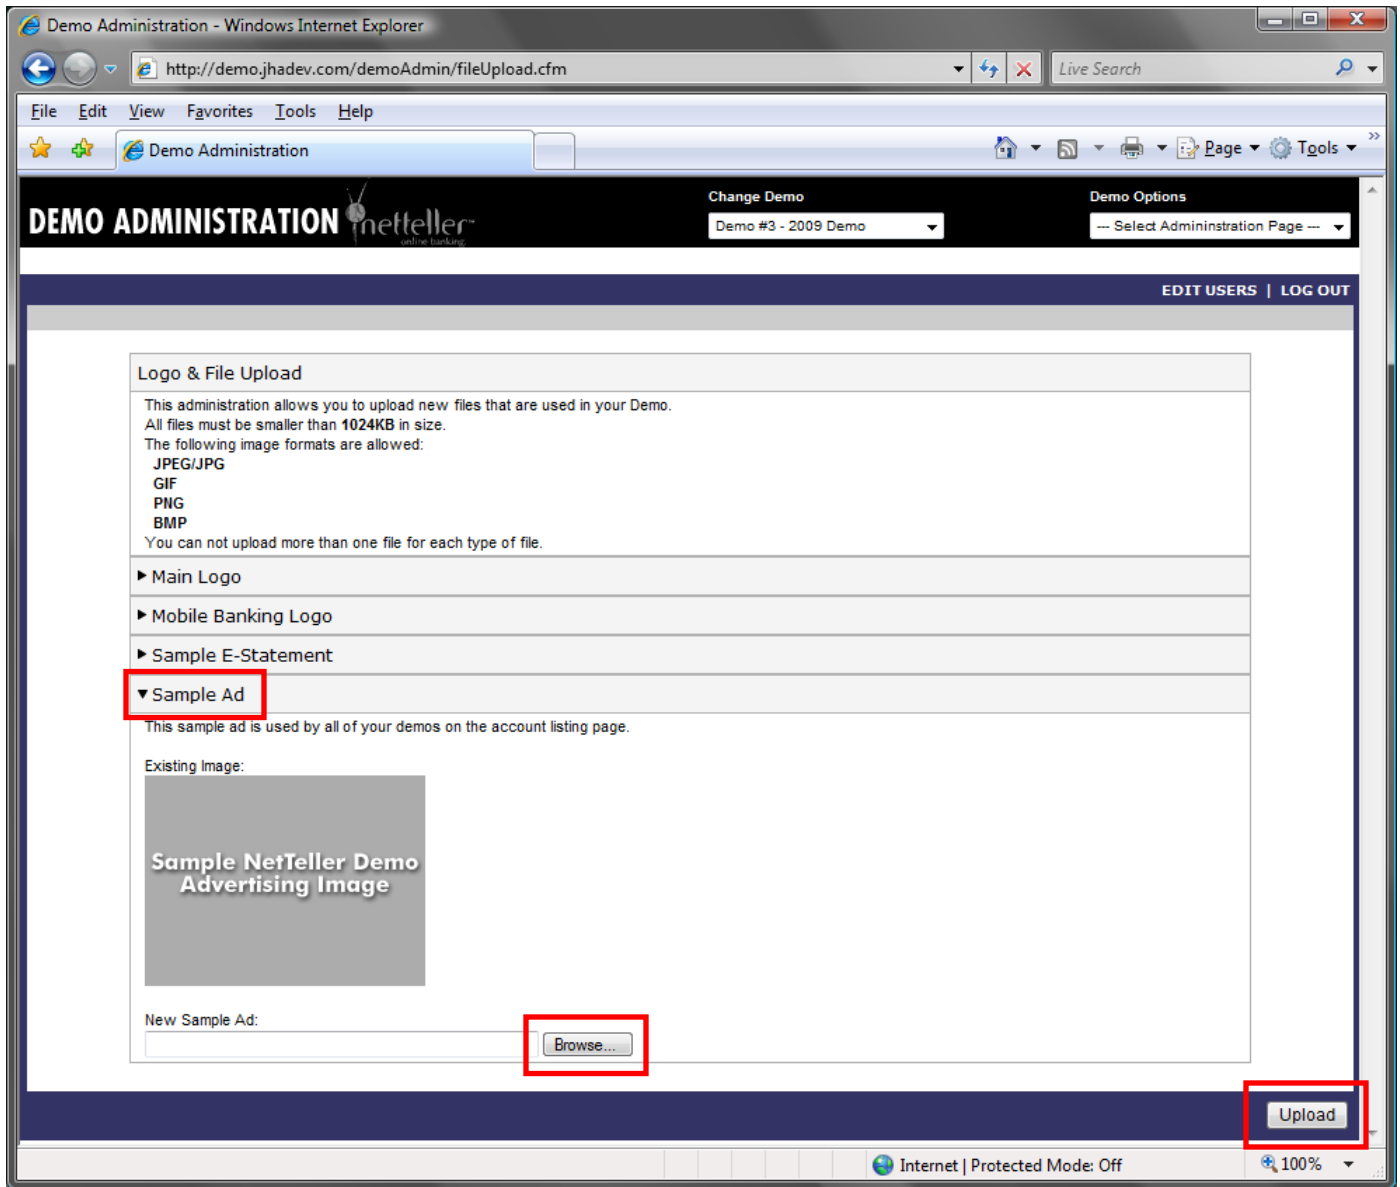 Demo Administration - Windows Internet Explorer
http://demo.jhadev.com/demoAdmin/fileUpload.cfm
Live Search
File Edit View Favorites Tools Help
Demo Administration
Page Tools
DEMO ADMINISTRATION netteller
online banking
Change Demo
Demo #3 - 2009 Demo
Demo Options
--- Select Admininstration Page ---
EDIT USERS | LOG OUT
Logo & File Upload
This administration allows you to upload new files that are used in your Demo.
All files must be smaller than 1024KB in size.
The following image formats are allowed:
JPEG/JPG
GIF
PNG
BMP
You can not upload more than one file for each type of file.
Main Logo
Mobile Banking Logo
Sample E-Statement
Sample Ad
This sample ad is used by all of your demos on the account listing page.
Existing Image:
Sample NetTeller Demo
Advertising Image
New Sample Ad:
Browse...
Upload
Internet | Protected Mode: Off
100%